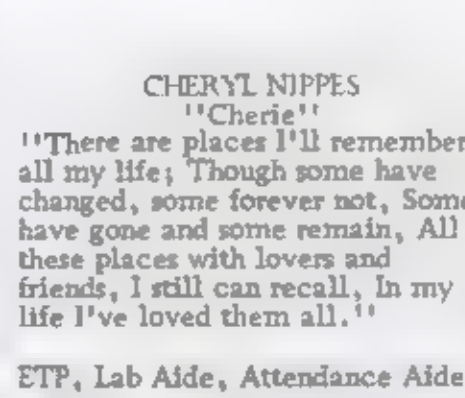 CHERYL NIPPES
"Cherie"
"There are places I'll remember
all my life; Though some have
changed, some forever not, Some
have gone and some remain, All
these places with lovers and
friends, I still can recall, In my
life I've loved them all."
ETP, Lab Aide, Attendance Aide